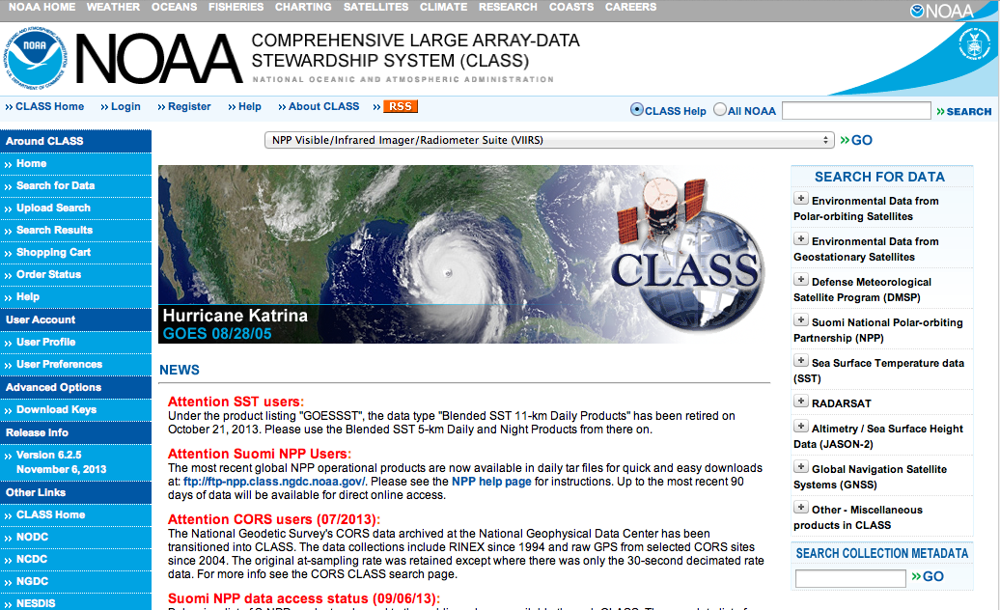 NOAA HOME WEATHER OCEANS FISHERIES CHARTING SATELLITES CLIMATE RESEARCH COASTS CAREERS
NOAA
NOAA
NOAA
COMPREHENSIVE LARGE ARRAY-DATA
STEWARDSHIP SYSTEM (CLASS)
NATIONAL OCEANIC AND ATMOSPHERIC ADMINISTRATION
›› CLASS Home ›› Login ›› Register ›› Help ›› About CLASS ›› RSS
CLASS Help All NOAA ›› SEARCH
Around CLASS
›› Home
›› Search for Data
›› Upload Search
›› Search Results
›› Shopping Cart
›› Order Status
›› Help
User Account
›› User Profile
›› User Preferences
Advanced Options
›› Download Keys
Release Info
›› Version 6.2.5
November 6, 2013
Other Links
›› CLASS Home
›› NODC
›› NCDC
›› NGDC
›› NESDIS
NPP Visible/Infrared Imager/Radiometer Suite (VIIRS) ›› GO
CLASS
Hurricane Katrina
GOES 08/28/05
NEWS
Attention SST users:
Under the product listing "GOESSST", the data type "Blended SST 11-km Daily Products" has been retired on
October 21, 2013. Please use the Blended SST 5-km Daily and Night Products from there on.
Attention Suomi NPP Users:
The most recent global NPP operational products are now available in daily tar files for quick and easy downloads
at: ftp://ftp-npp.class.ngdc.noaa.gov/. Please see the NPP help page for instructions. Up to the most recent 90
days of data will be available for direct online access.
Attention CORS users (07/2013):
The National Geodetic Survey's CORS data archived at the National Geophysical Data Center has been
transitioned into CLASS. The data collections include RINEX since 1994 and raw GPS from selected CORS sites
since 2004. The original at-sampling rate was retained except where there was only the 30-second decimated rate
data. For more info see the CORS CLASS search page.
Suomi NPP data access status (09/06/13):
SEARCH FOR DATA
+ Environmental Data from
Polar-orbiting Satellites
+ Environmental Data from
Geostationary Satellites
+ Defense Meteorological
Satellite Program (DMSP)
+ Suomi National Polar-orbiting
Partnership (NPP)
+ Sea Surface Temperature data
(SST)
+ RADARSAT
+ Altimetry / Sea Surface Height
Data (JASON-2)
+ Global Navigation Satellite
Systems (GNSS)
+ Other - Miscellaneous
products in CLASS
SEARCH COLLECTION METADATA
›› GO